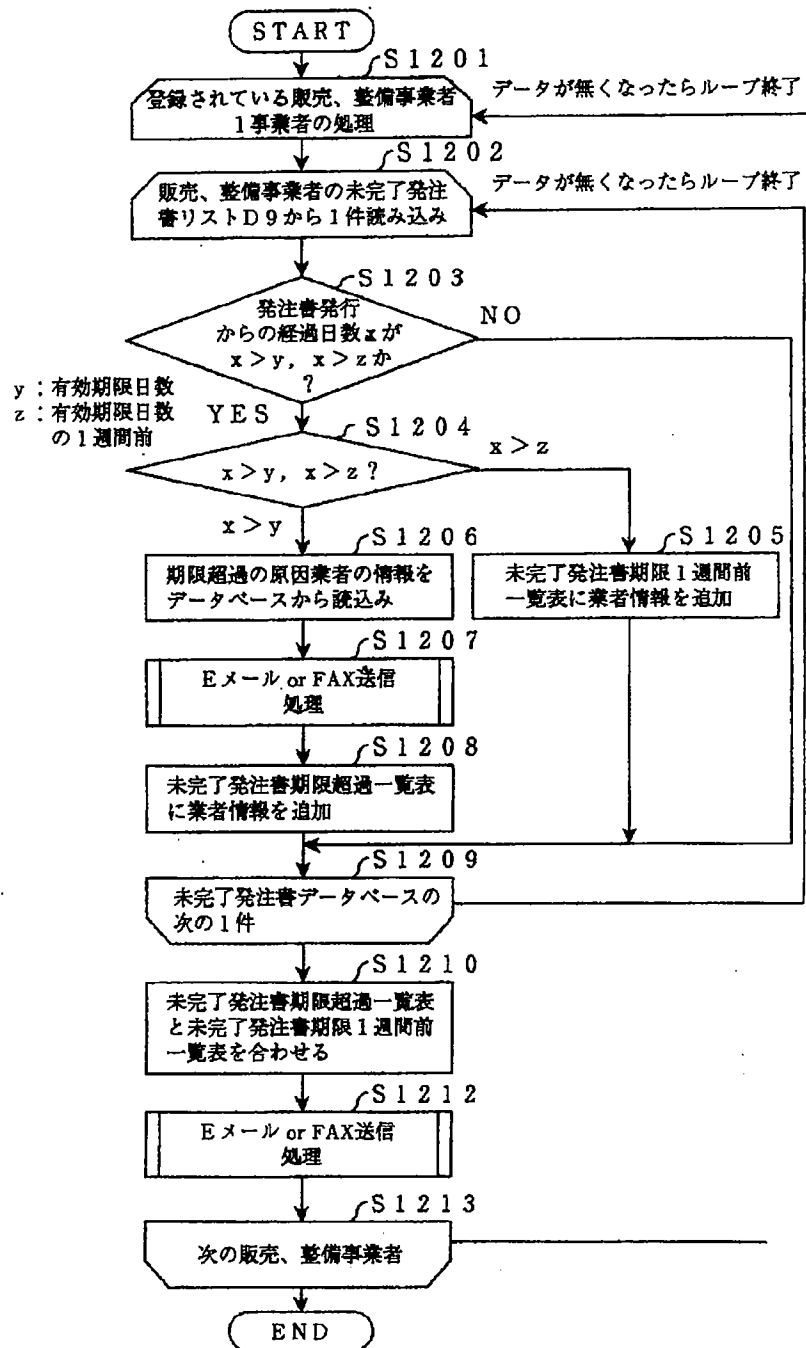 START
S1201
登録されている販売、整備事業者
1事業者の処理
データが無くなったらループ終了
S1202
販売、整備事業者の未完了発注
書リストD9から1件読み込み
データが無くなったらループ終了
S1203
発注書発行
からの経過日数xが
x>y, x>zか
?
NO
y:有効期限日数
z:有効期限日数
の1週間前
YES
S1204
x>y, x>z?
x>z
x>y
S1206
期限超過の原因業者の情報を
データベースから読込み
S1205
未完了発注書期限1週間前
一覧表に業者情報を追加
S1207
Eメール or FAX送信
処理
S1208
未完了発注書期限超過一覧表
に業者情報を追加
S1209
未完了発注書データベースの
次の1件
S1210
未完了発注書期限超過一覧表
と未完了発注書期限1週間前
一覧表を合わせる
S1212
Eメール or FAX送信
処理
S1213
次の販売、整備事業者
END